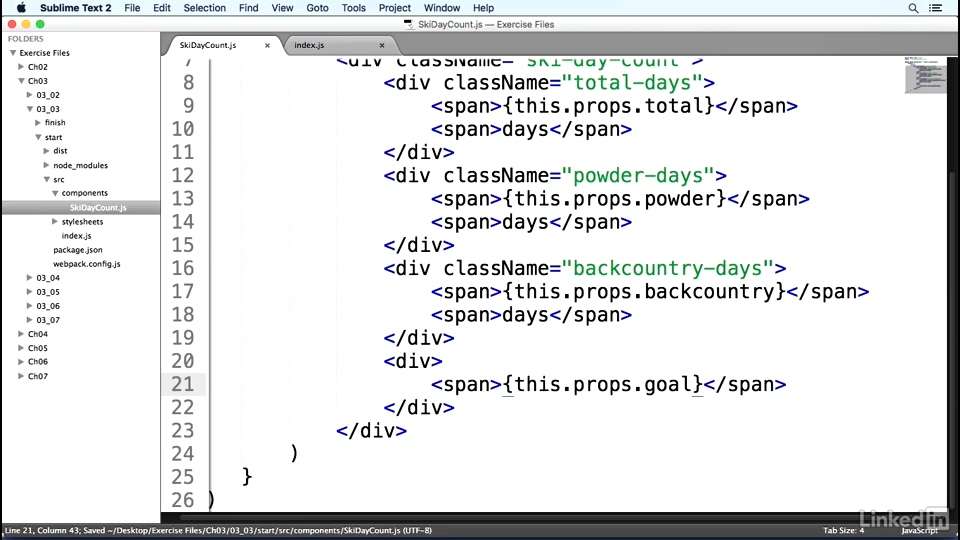 Sublime Text 2 File Edit Selection Find View Goto Tools Project Window Help
SkiDayCount.js — Exercise Files
FOLDERS
Exercise Files
Ch02
Ch03
03_02
03_03
finish
start
dist
node_modules
src
components
SkiDayCount.js
stylesheets
index.js
package.json
webpack.config.js
03_04
03_05
03_06
03_07
Ch04
Ch05
Ch06
Ch07
SkiDayCount.js × index.js ×
7 <div className="ski-day-count">
8 <div className="total-days">
9 <span>{this.props.total}</span>
10 <span>days</span>
11 </div>
12 <div className="powder-days">
13 <span>{this.props.powder}</span>
14 <span>days</span>
15 </div>
16 <div className="backcountry-days">
17 <span>{this.props.backcountry}</span>
18 <span>days</span>
19 </div>
20 <div>
21 <span>{this.props.goal}</span>
22 </div>
23 </div>
24 )
25 }
26 )
Line 21, Column 43; Saved ~/Desktop/Exercise Files/Ch03/03_03/start/src/components/SkiDayCount.js (UTF-8) Tab Size: 4 JavaScript
LinkedIn